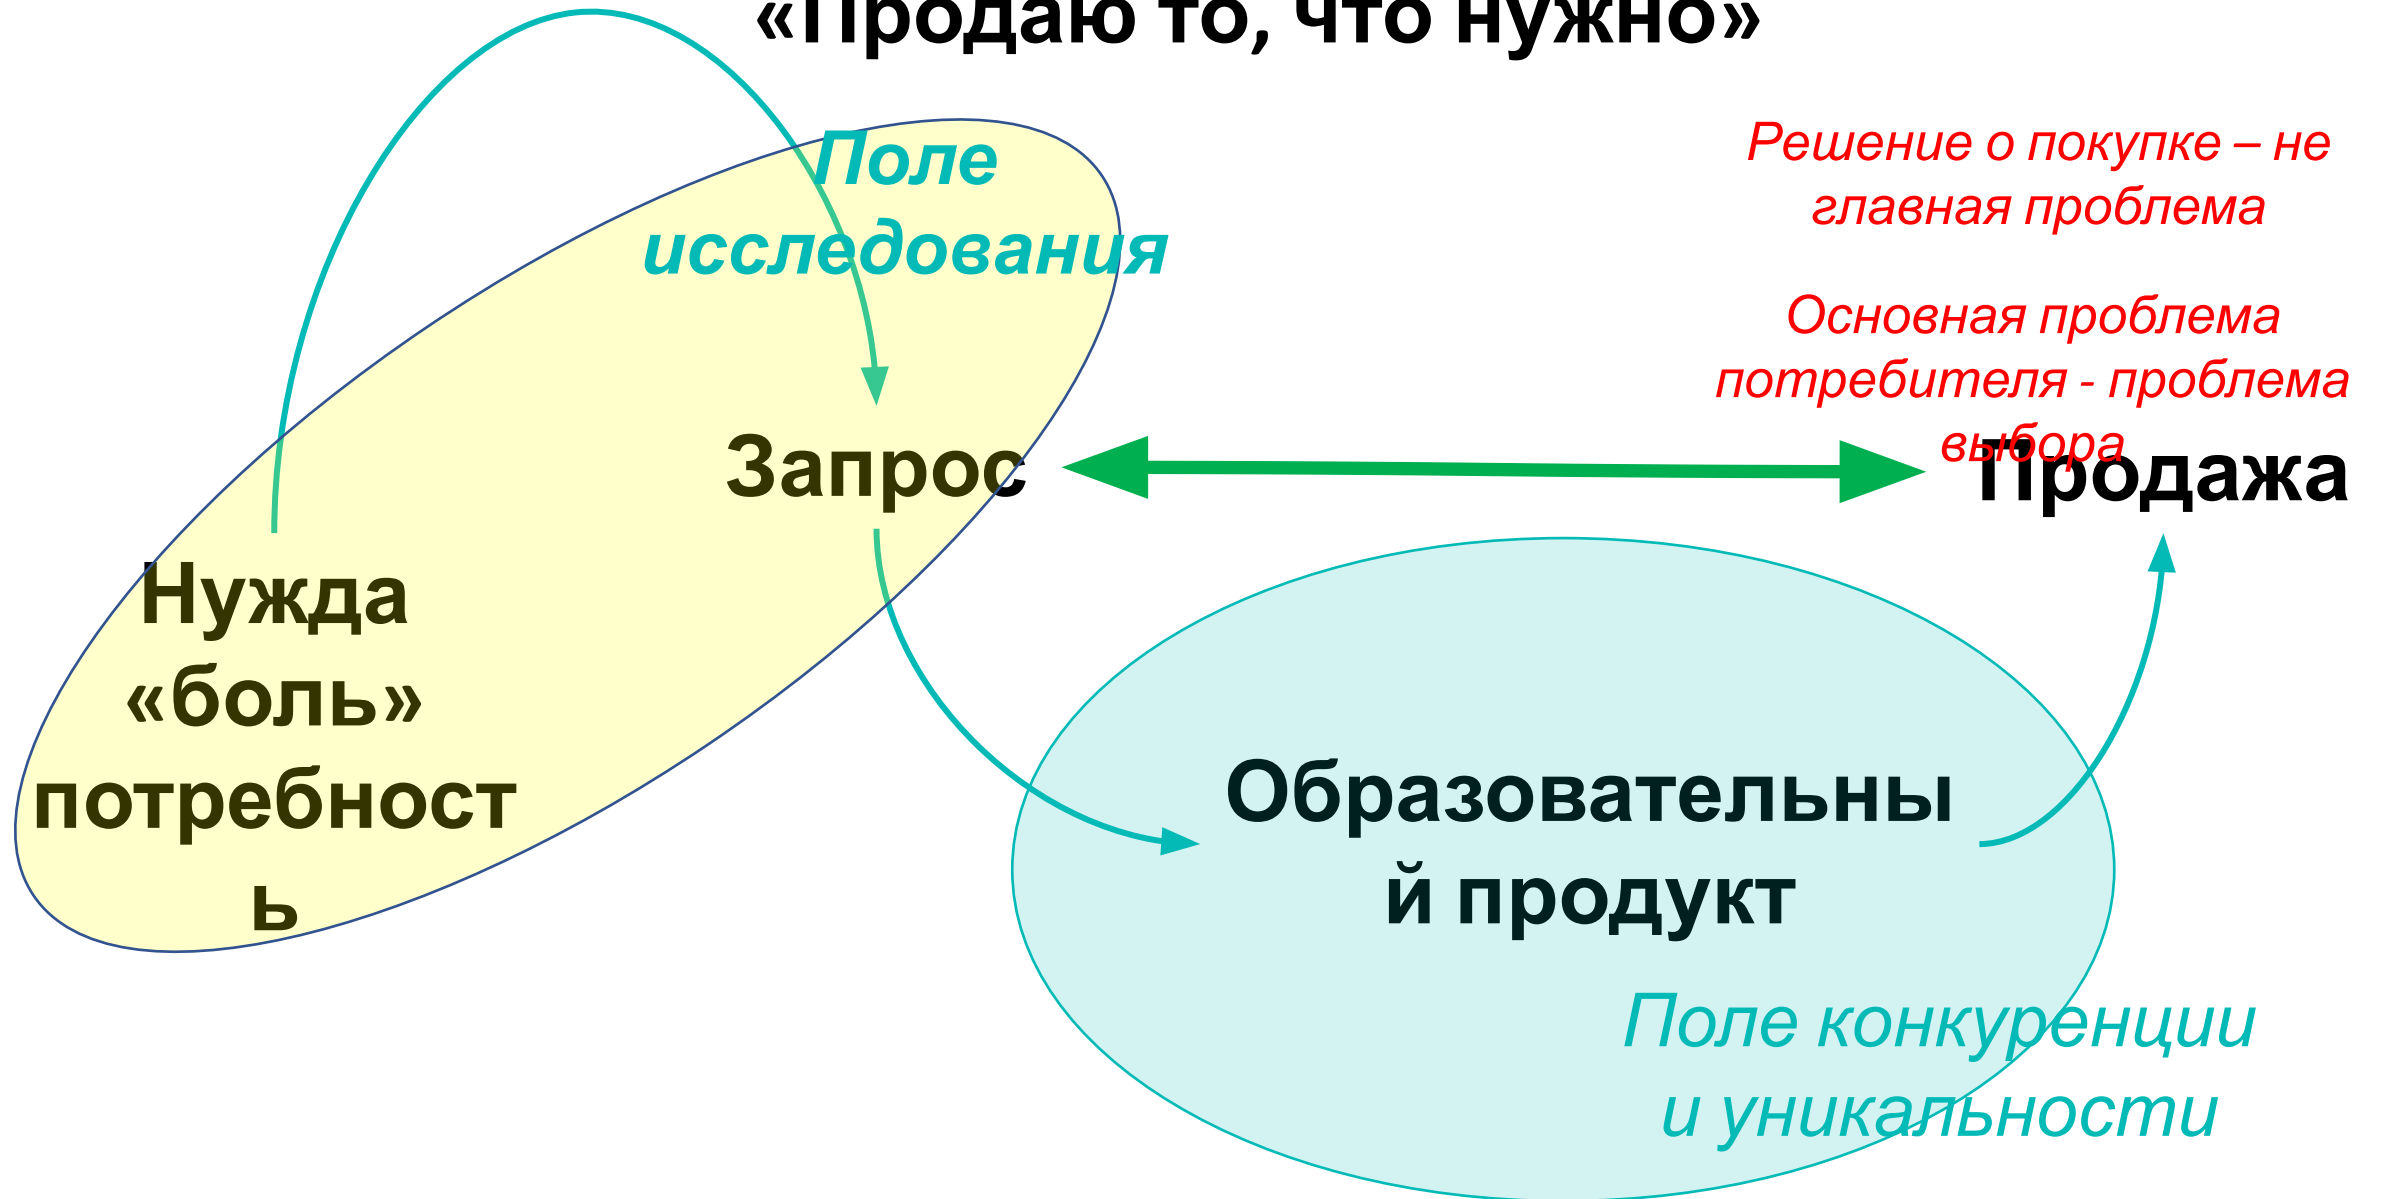 «Продаю то, что нужно»
Поле
исследования
Решение о покупке – не
главная проблема
Основная проблема
потребителя - проблема
выбора
Запрос
Продажа
Нужда
«боль»
потребност
ь
Образовательны
й продукт
Поле конкуренции
и уникальности